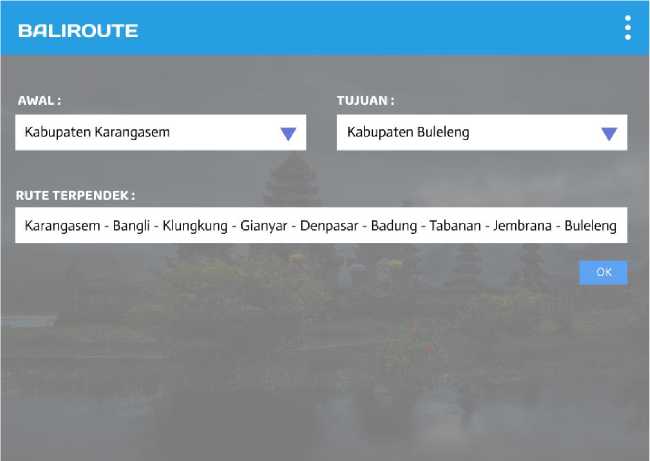 BALIROUTE
AWAL :
TUJUAN :
Kabupaten Karangasem
Kabupaten Buleleng
RUTE TERPENDEK :
Karangasem - Bangli - Klungkung - Gianyar - Denpasar - Badung - Tabanan - Jembrana - Buleleng
OK